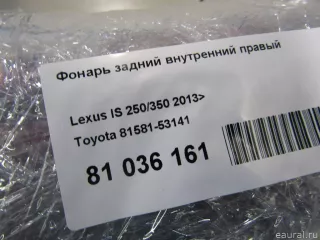 Фонарь задний внутренний правый
Lexus IS 250/350 2013>
Toyota 81581-53141
81 036 161
eaural.ru